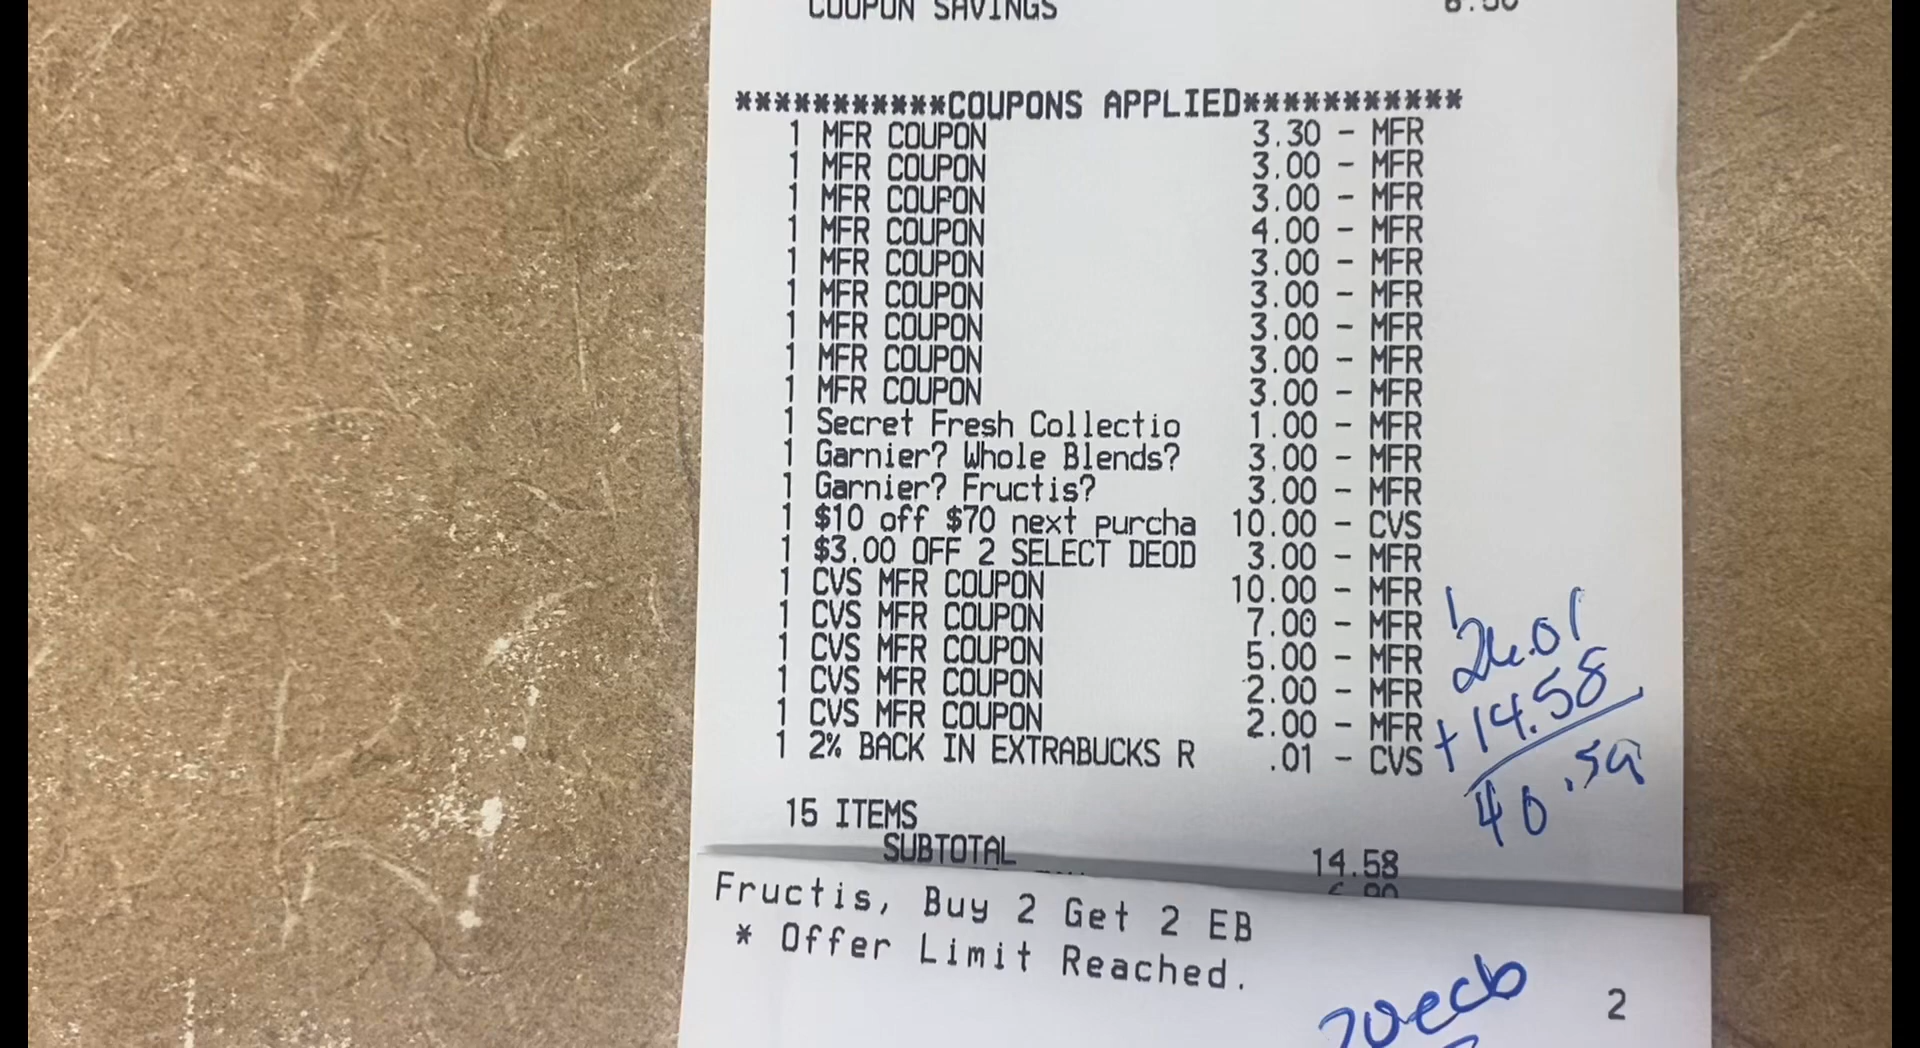 COUPON SAVINGS
***********COUPONS APPLIED***********
1 MFR COUPON 3.30 - MFR
1 MFR COUPON 3.00 - MFR
1 MFR COUPON 3.00 - MFR
1 MFR COUPON 4.00 - MFR
1 MFR COUPON 3.00 - MFR
1 MFR COUPON 3.00 - MFR
1 MFR COUPON 3.00 - MFR
1 MFR COUPON 3.00 - MFR
1 MFR COUPON 3.00 - MFR
1 Secret Fresh Collectio 1.00 - MFR
1 Garnier? Whole Blends? 3.00 - MFR
1 Garnier? Fructis? 3.00 - MFR
1 $10 off $70 next purcha 10.00 - CVS
1 $3.00 OFF 2 SELECT DEOD 3.00 - MFR
1 CVS MFR COUPON 10.00 - MFR
1 CVS MFR COUPON 7.00 - MFR
1 CVS MFR COUPON 5.00 - MFR
1 CVS MFR COUPON 2.00 - MFR
1 CVS MFR COUPON 2.00 - MFR
1 2% BACK IN EXTRABUCKS R .01 - CVS
1
26.01
+14.58
40.59
15 ITEMS
SUBTOTAL 14.58
Fructis, Buy 2 Get 2 EB
* Offer Limit Reached.
20ecb
2